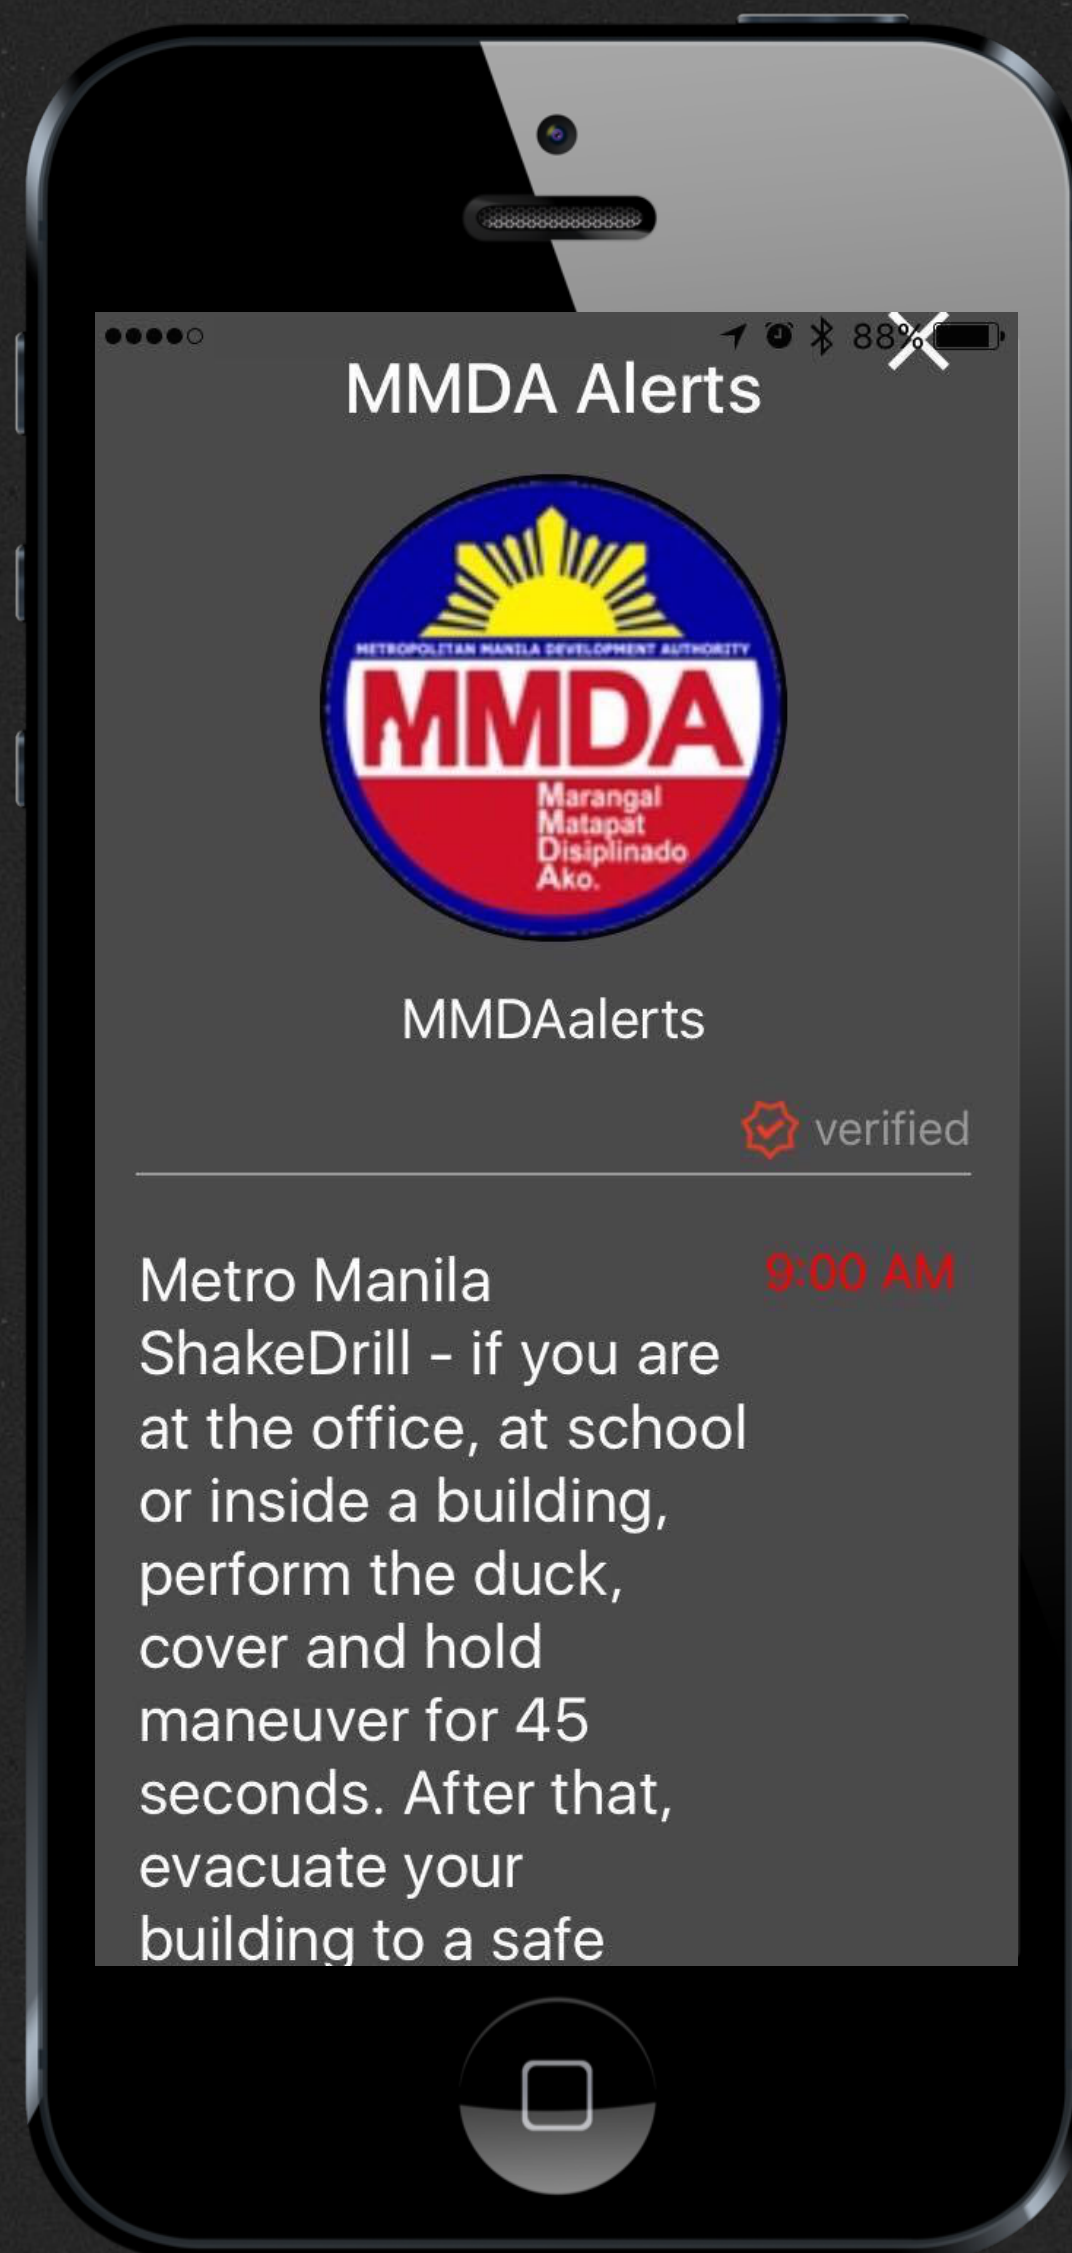 88%
MMDA Alerts
METROPOLITAN MANILA DEVELOPMENT AUTHORITY
MMDA
Marangal
Matapat
Disiplinado
Ako.
MMDAalerts
verified
Metro Manila
9:00 AM
ShakeDrill - if you are
at the office, at school
or inside a building,
perform the duck,
cover and hold
maneuver for 45
seconds. After that,
evacuate your
building to a safe